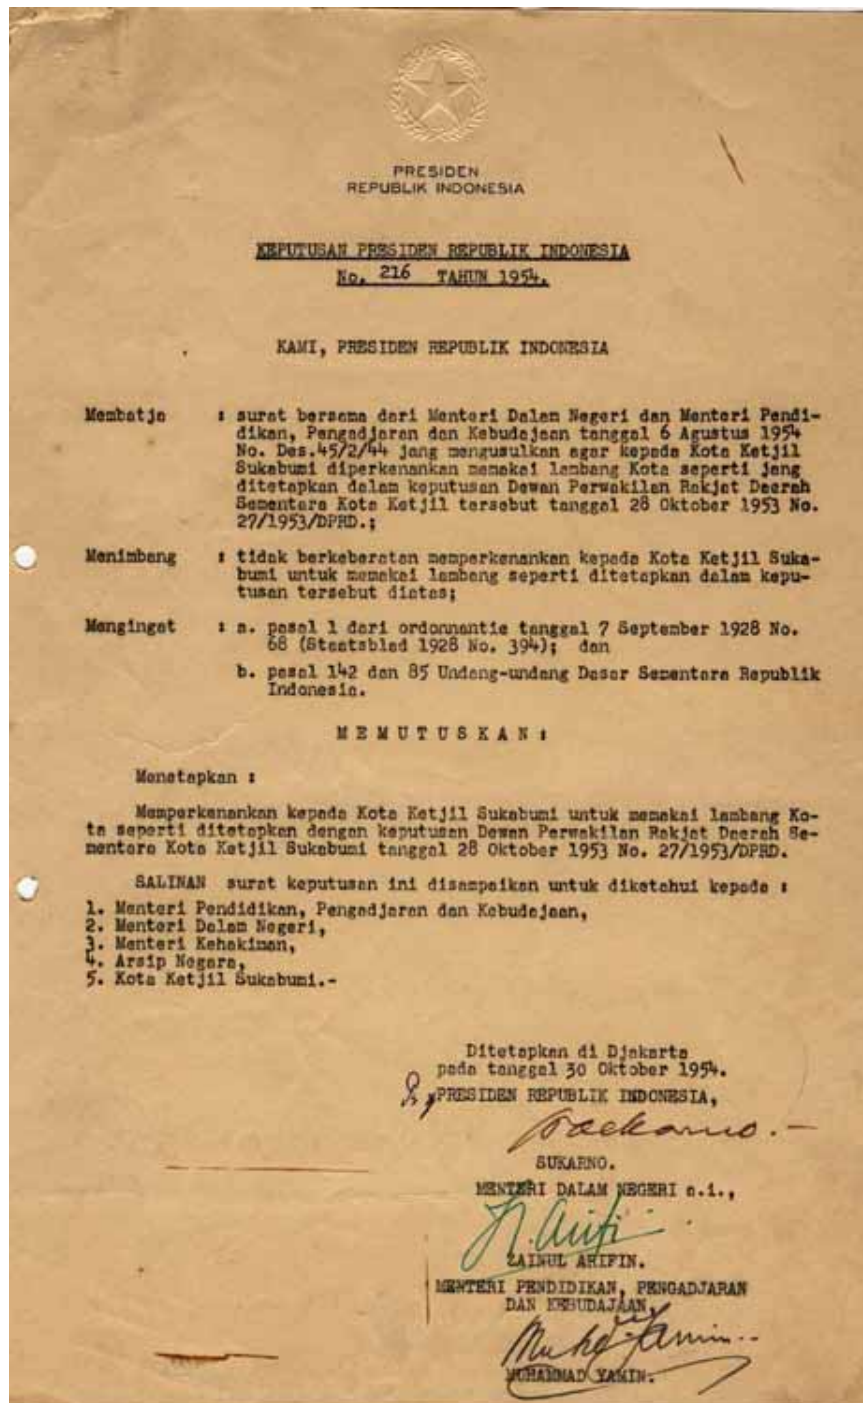 PRESIDEN
REPUBLIK INDONESIA
KEPUTUSAN PRESIDEN REPUBLIK INDONESIA
No. 216 TAHUN 1954.
KAMI, PRESIDEN REPUBLIK INDONESIA
Membatja : surat bersama dari Menteri Dalam Negeri dan Menteri Pendi-
dikan, Pengadjaran dan Kebudajaan tanggal 6 Agustus 1954
No. Des.45/2/44 jang mengusulkan agar kepada Kota Ketjil
Sukabumi diperkenankan memakai lambang Kota seperti jang
ditetapkan dalam keputusan Dewan Perwakilan Rakjat Daerah
Sementara Kota Ketjil tersebut tanggal 28 Oktober 1953 No.
27/1953/DPRD.;
Menimbang : tidak berkeberatan memperkenankan kepada Kota Ketjil Suka-
bumi untuk memakai lambang seperti ditetapkan dalam kepu-
tusan tersebut diatas;
Mengingat : a. pasal 1 dari ordonnantie tanggal 7 September 1928 No.
68 (Staatsblad 1928 No. 394); dan
b. pasal 142 dan 85 Undang-undang Dasar Sementara Republik
Indonesia.
M E M U T U S K A N :
Menetapkan :
Memperkenankan kepada Kota Ketjil Sukabumi untuk memakai lambang Ko-
ta seperti ditetapkan dengan keputusan Dewan Perwakilan Rakjat Daerah Se-
mentara Kota Ketjil Sukabumi tanggal 28 Oktober 1953 No. 27/1953/DPRD.
SALINAN surat keputusan ini disampaikan untuk diketahui kepada :
1. Menteri Pendidikan, Pengadjaran dan Kebudajaan,
2. Menteri Dalam Negeri,
3. Menteri Kehakiman,
4. Arsip Negara,
5. Kota Ketjil Sukabumi.-
Ditetapkan di Djakarta
pada tanggal 30 Oktober 1954.
PRESIDEN REPUBLIK INDONESIA,
Soekarno.-
SUKARNO.
MENTERI DALAM NEGERI a.i.,
Z. Arifin
ZAINUL ARIFIN.
MENTERI PENDIDIKAN, PENGADJARAN
DAN KEBUDAJAAN,
Muhd Yamin
MUHAMMAD YAMIN.